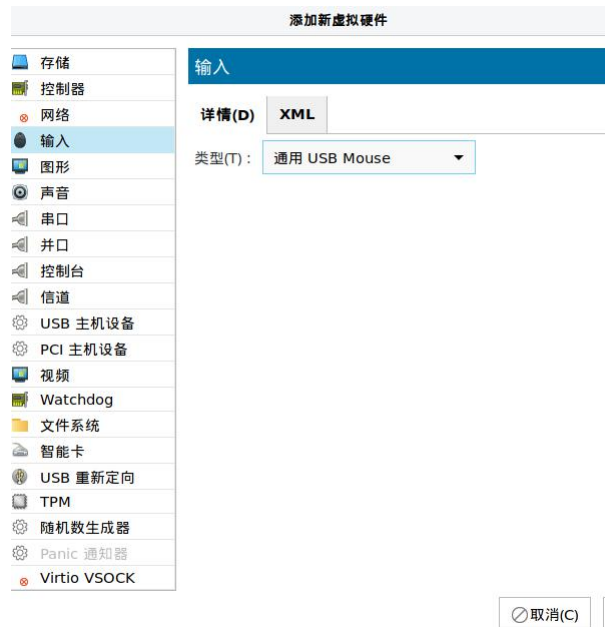 添加新虚拟硬件
存储
控制器
网络
输入
图形
声音
串口
并口
控制台
信道
USB 主机设备
PCI 主机设备
视频
Watchdog
文件系统
智能卡
USB 重新定向
TPM
随机数生成器
Panic 通知器
Virtio VSOCK
输入
详情(D) XML
类型(T)： 通用 USB Mouse
取消(C)